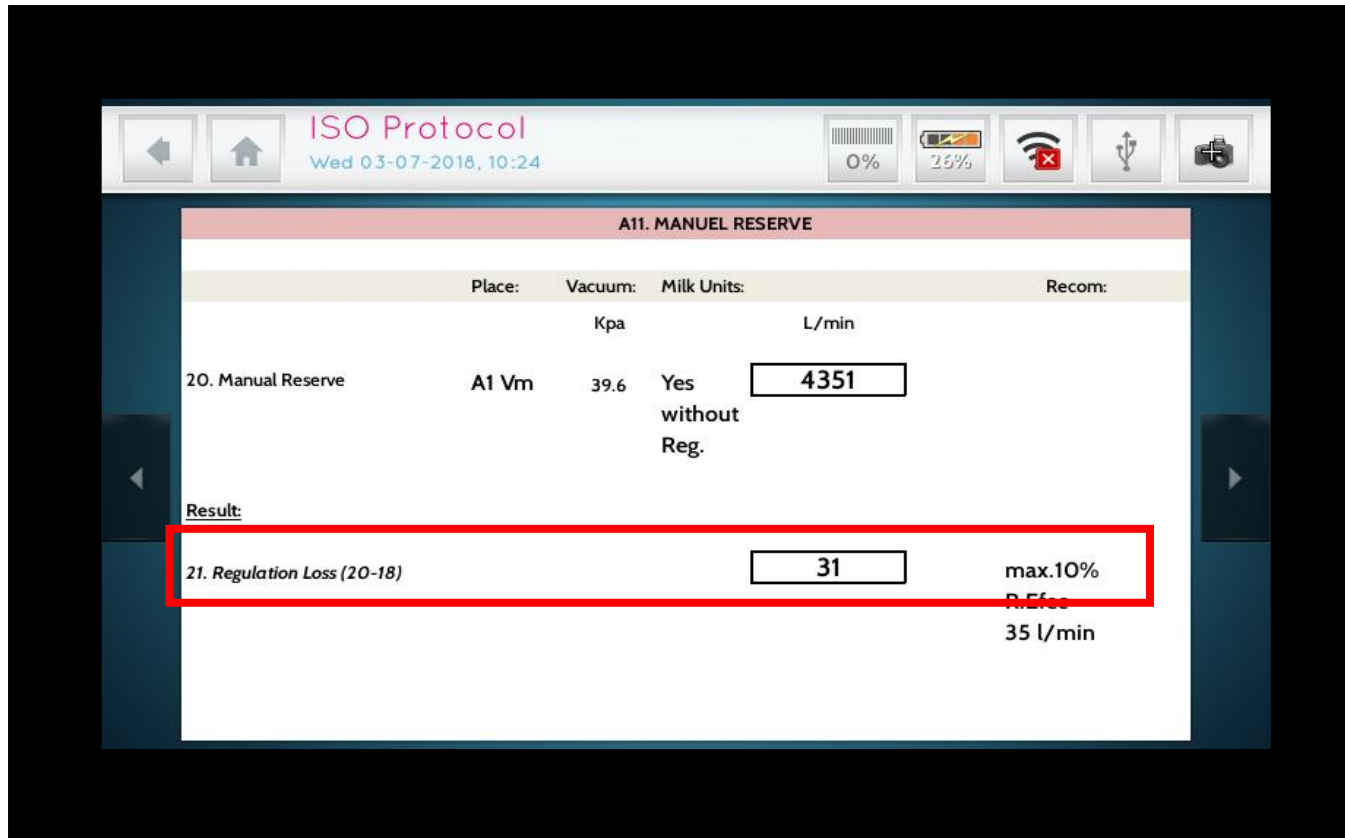 ISO Protocol
Wed 03-07-2018, 10:24
0%
26%
A11. MANUEL RESERVE
Place: Vacuum: Milk Units: Recom:
Kpa L/min
20. Manual Reserve A1 Vm 39.6 Yes 4351
without
Reg.
Result:
21. Regulation Loss (20-18) 31 max.10%
35 l/min